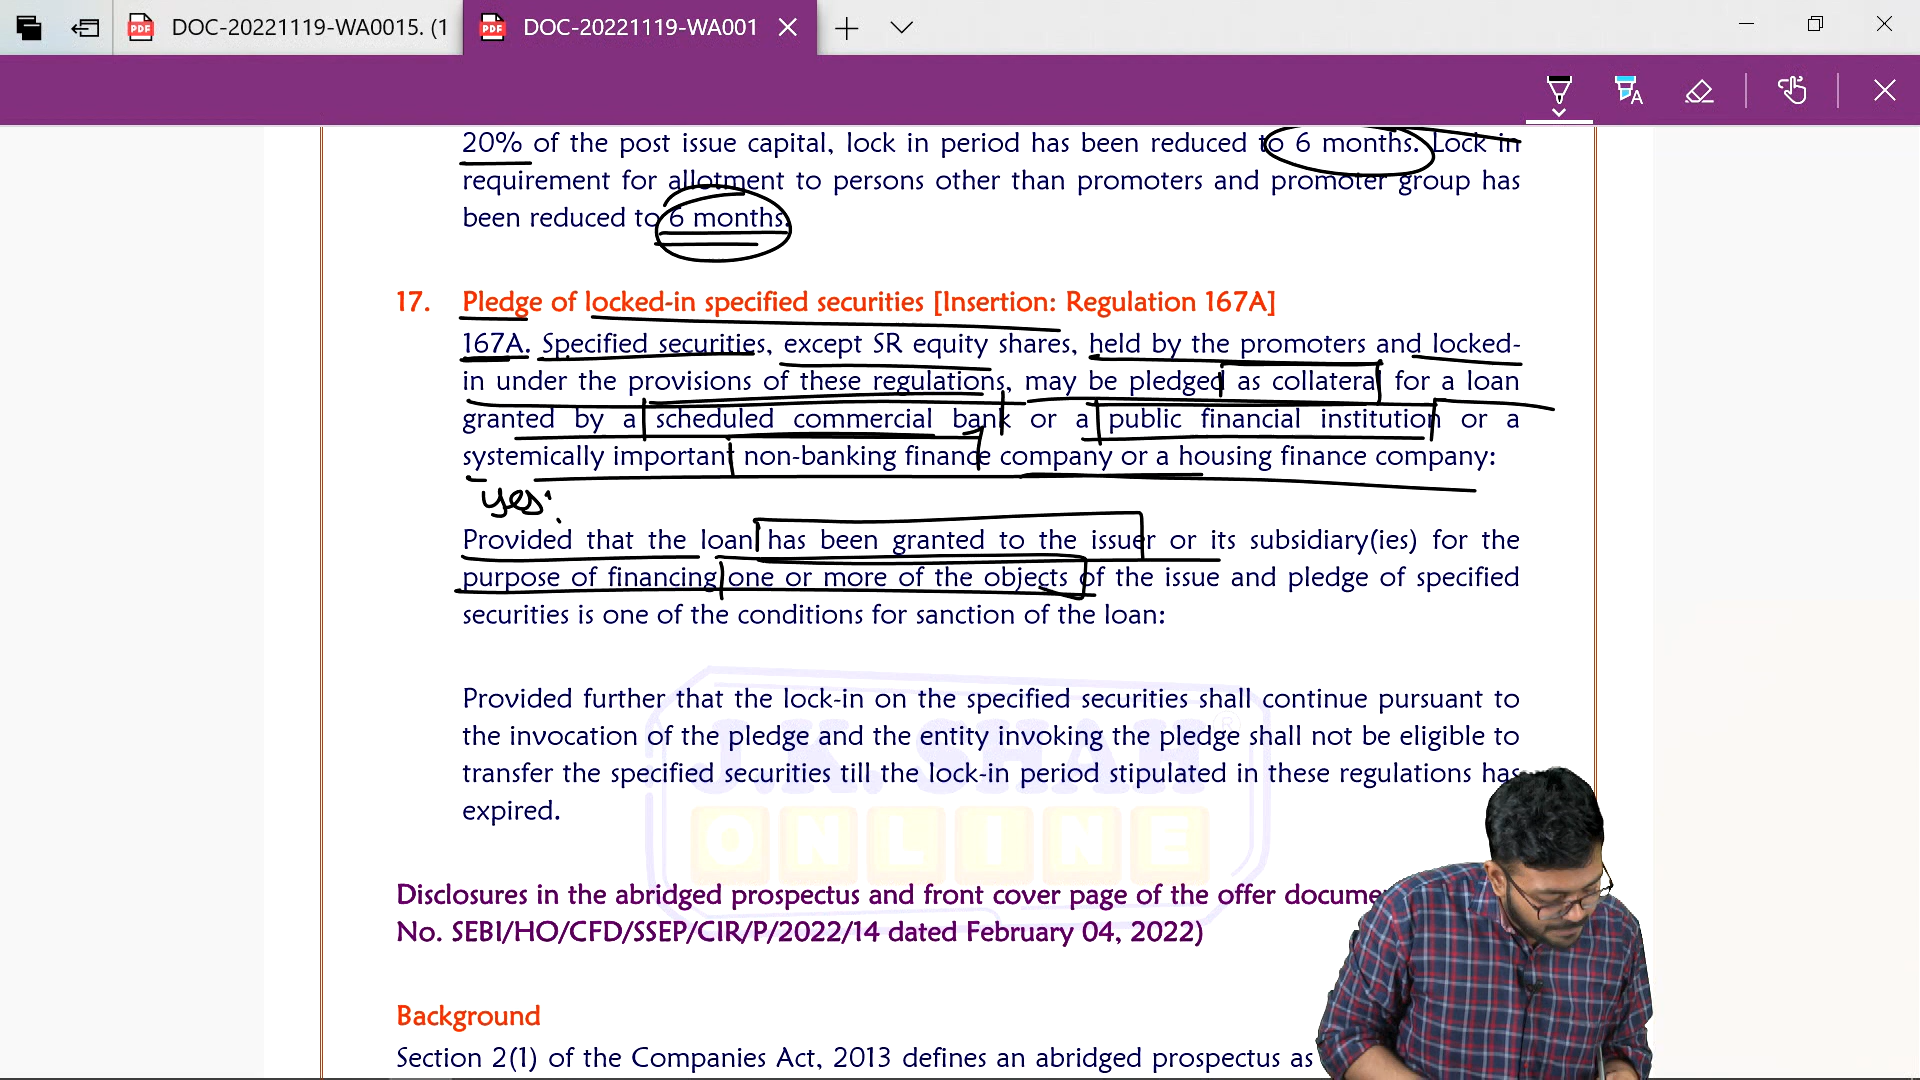 DOC-20221119-WA0015. (1
DOC-20221119-WA001
20% of the post issue capital, lock in period has been reduced to 6 months. Lock in
requirement for allotment to persons other than promoters and promoter group has
been reduced to 6 months.
17. Pledge of locked-in specified securities [Insertion: Regulation 167A]
167A. Specified securities, except SR equity shares, held by the promoters and locked-
in under the provisions of these regulations, may be pledged as collateral for a loan
granted by a scheduled commercial bank or a public financial institution or a
systemically important non-banking finance company or a housing finance company:
yes:
Provided that the loan has been granted to the issuer or its subsidiary(ies) for the
purpose of financing one or more of the objects of the issue and pledge of specified
securities is one of the conditions for sanction of the loan:
Provided further that the lock-in on the specified securities shall continue pursuant to
the invocation of the pledge and the entity invoking the pledge shall not be eligible to
transfer the specified securities till the lock-in period stipulated in these regulations has
expired.
J.K. SHAH ®
ONLINE
Disclosures in the abridged prospectus and front cover page of the offer docume
No. SEBI/HO/CFD/SSEP/CIR/P/2022/14 dated February 04, 2022)
Background
Section 2(1) of the Companies Act, 2013 defines an abridged prospectus as